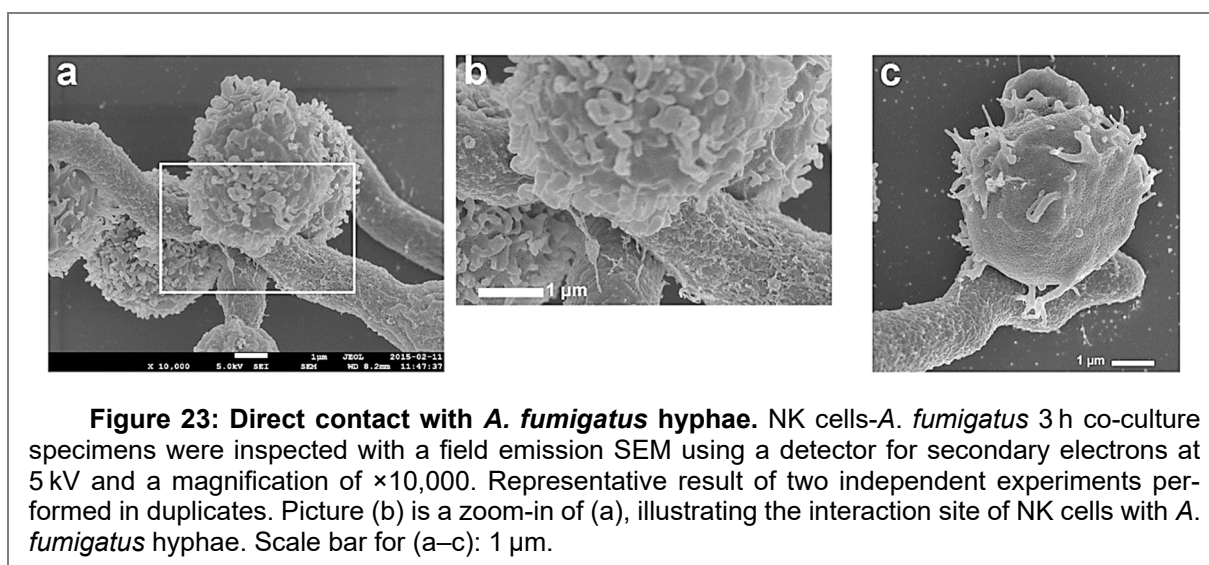 a
b
c
1 µm
1 µm
1µm JEOL 2015-02-11
X 10,000 5.0kV SEI SEM WD 8.2mm 11:47:37
Figure 23: Direct contact with A. fumigatus hyphae. NK cells-A. fumigatus 3 h co-culture
specimens were inspected with a field emission SEM using a detector for secondary electrons at
5 kV and a magnification of ×10,000. Representative result of two independent experiments per-
formed in duplicates. Picture (b) is a zoom-in of (a), illustrating the interaction site of NK cells with A.
fumigatus hyphae. Scale bar for (a–c): 1 µm.